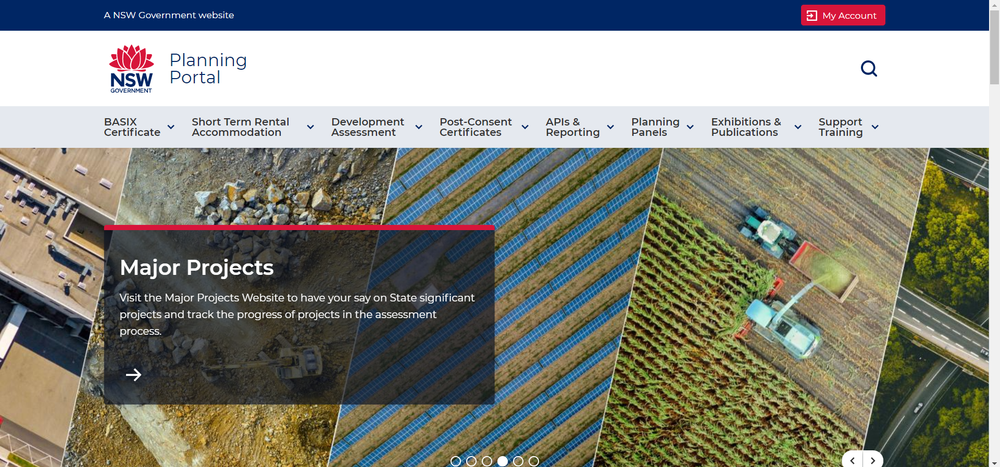 A NSW Government website
My Account
NSW
GOVERNMENT
Planning
Portal
BASIX
Certificate
Short Term Rental
Accommodation
Development
Assessment
Post-Consent
Certificates
APIs &
Reporting
Planning
Panels
Exhibitions &
Publications
Support
Training
Major Projects
Visit the Major Projects Website to have your say on State significant
projects and track the progress of projects in the assessment
process.